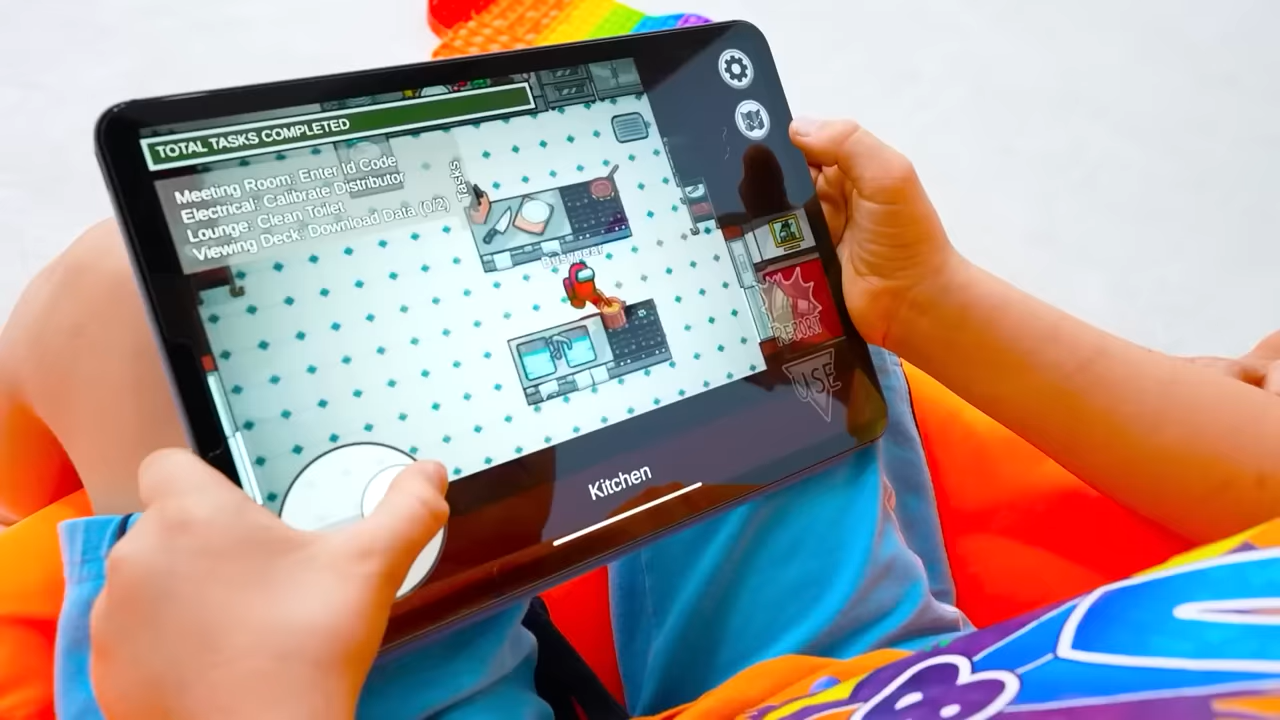 TOTAL TASKS COMPLETED
Meeting Room: Enter Id Code
Electrical: Calibrate Distributor
Lounge: Clean Toilet
Viewing Deck: Download Data (0/2)
Tasks
Busypear
REPORT
USE
Kitchen